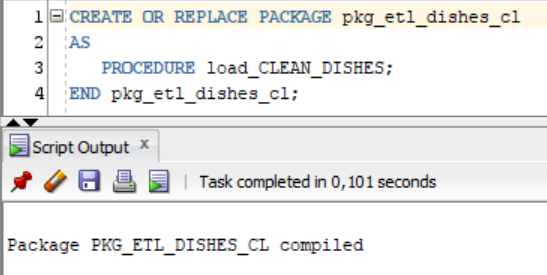 1 CREATE OR REPLACE PACKAGE pkg_etl_dishes_cl
2 AS
3 PROCEDURE load_CLEAN_DISHES;
4 END pkg_etl_dishes_cl;
Script Output x
Task completed in 0,101 seconds
Package PKG_ETL_DISHES_CL compiled